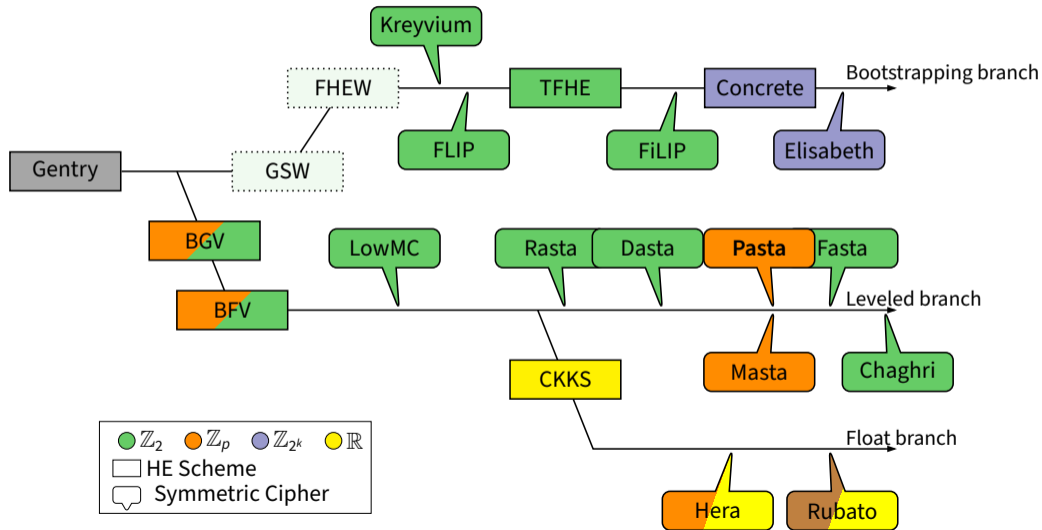 Kreyvium
FHEW
TFHE
Concrete
Bootstrapping branch
FLIP
FiLIP
Elisabeth
Gentry
GSW
BGV
LowMC
Rasta
Dasta
Pasta
Fasta
BFV
Leveled branch
CKKS
Masta
Chaghri
ℤ₂ ℤₚ ℤ₂ᵏ ℝ
HE Scheme
Symmetric Cipher
Float branch
Hera
Rubato